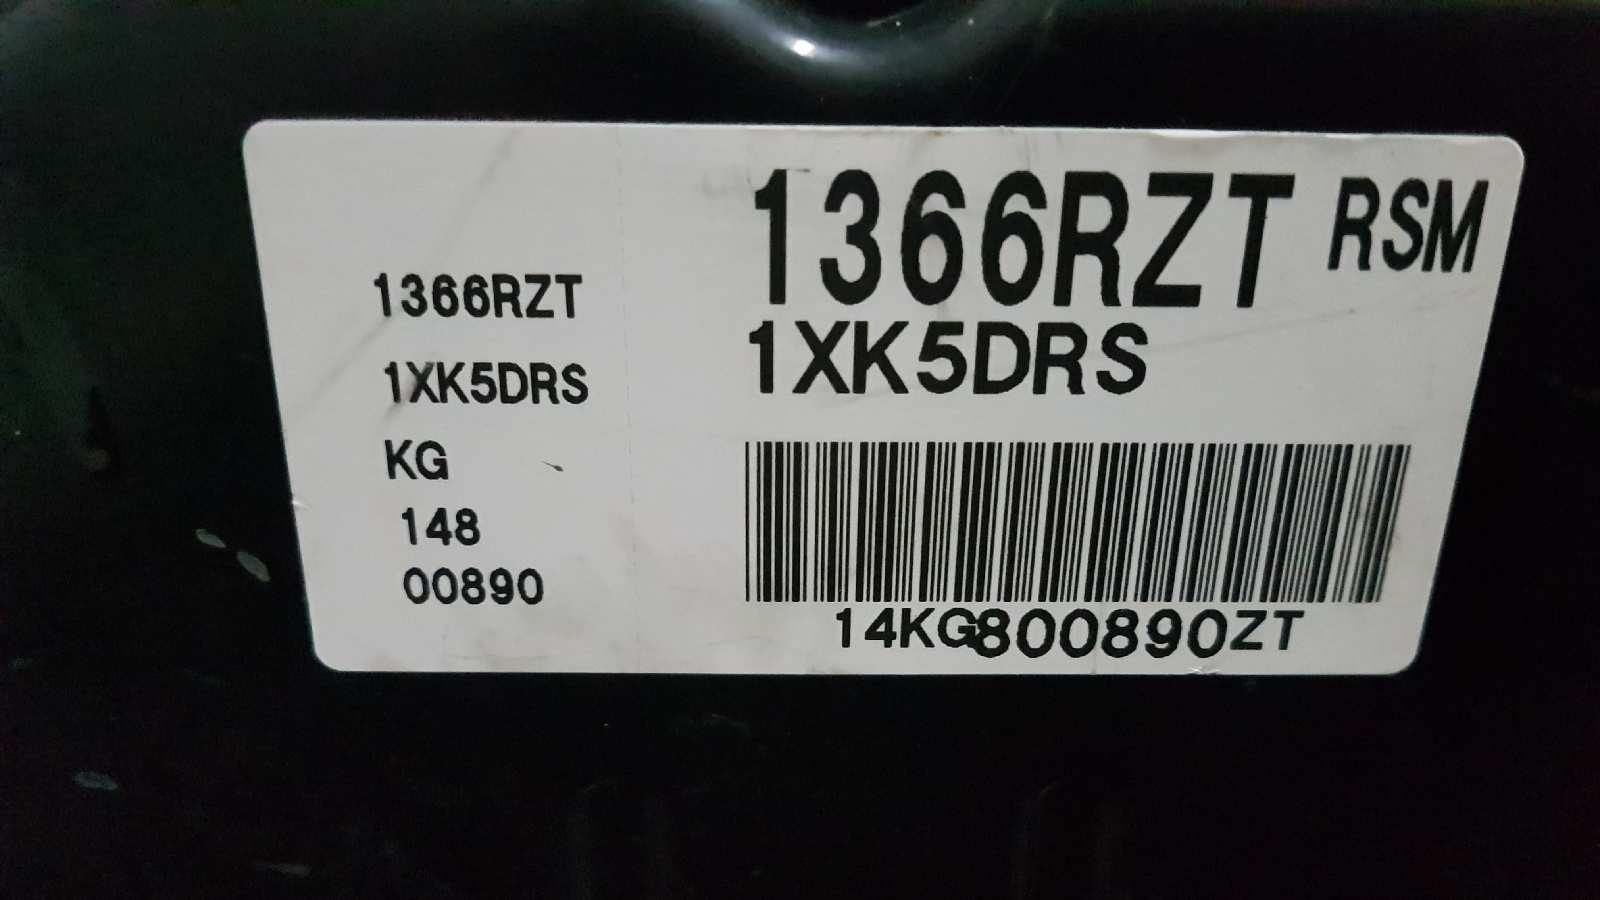 1366RZT RSM
1XK5DRS
1366RZT
1XK5DRS
KG
148
00890
14KG800890ZT